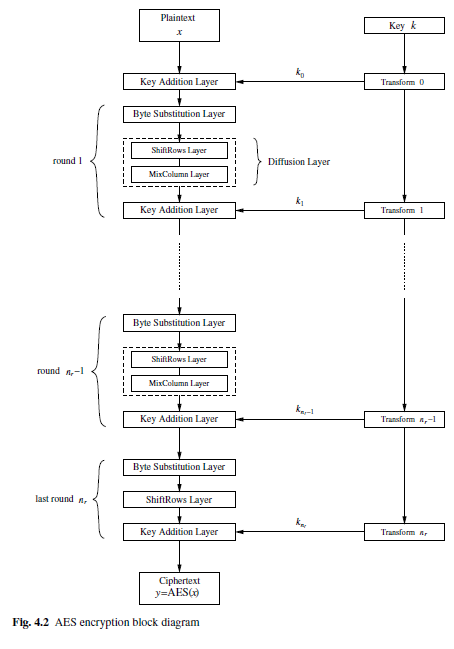 Plaintext
x
Key k
Key Addition Layer
k0
Transform 0
Byte Substitution Layer
round 1
ShiftRows Layer
MixColumn Layer
Diffusion Layer
Key Addition Layer
k1
Transform 1
Byte Substitution Layer
round nr−1
ShiftRows Layer
MixColumn Layer
Key Addition Layer
knr−1
Transform nr−1
Byte Substitution Layer
last round nr
ShiftRows Layer
Key Addition Layer
knr
Transform nr
Ciphertext
y=AES(x)
Fig. 4.2 AES encryption block diagram